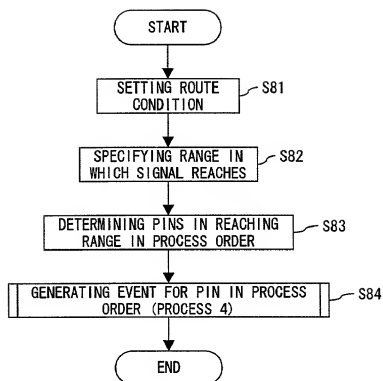 START
SETTING ROUTE
CONDITION
S81
SPECIFYING RANGE IN
WHICH SIGNAL REACHES
S82
DETERMINING PINS IN REACHING
RANGE IN PROCESS ORDER
S83
GENERATING EVENT FOR PIN IN PROCESS
ORDER (PROCESS 4)
S84
END